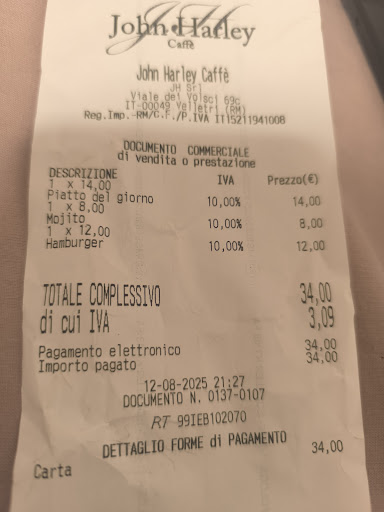 JH
John Harley
Caffè
John Harley Caffè
JH Srl
Viale dei Volsci 69c
IT-00049 Velletri (RM)
Reg.Imp.-RM/C.F./P.IVA IT15211941008
DOCUMENTO COMMERCIALE
di vendita o prestazione
DESCRIZIONE IVA Prezzo(€)
1 x 14,00
Piatto del giorno 10,00% 14,00
1 x 8,00
Mojito 10,00% 8,00
1 x 12,00
Hamburger 10,00% 12,00
TOTALE COMPLESSIVO 34,00
di cui IVA 3,09
Pagamento elettronico 34,00
Importo pagato 34,00
12-08-2025 21:27
DOCUMENTO N. 0137-0107
RT 99IEB102070
DETTAGLIO FORME di PAGAMENTO
Carta 34,00